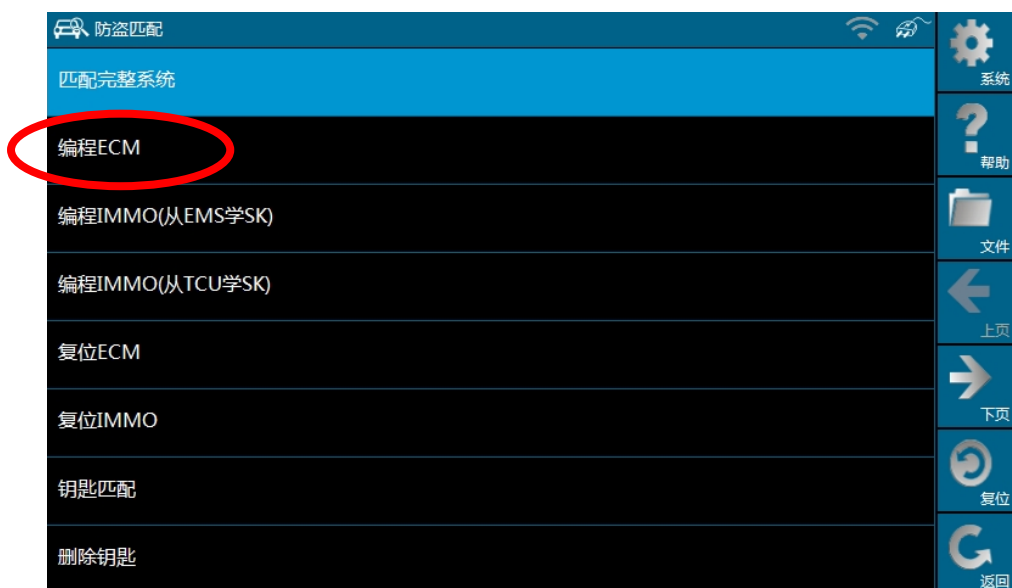 防盗匹配
匹配完整系统
编程ECM
编程IMMO(从EMS学SK)
编程IMMO(从TCU学SK)
复位ECM
复位IMMO
钥匙匹配
删除钥匙
系统
帮助
文件
上页
下页
复位
返回